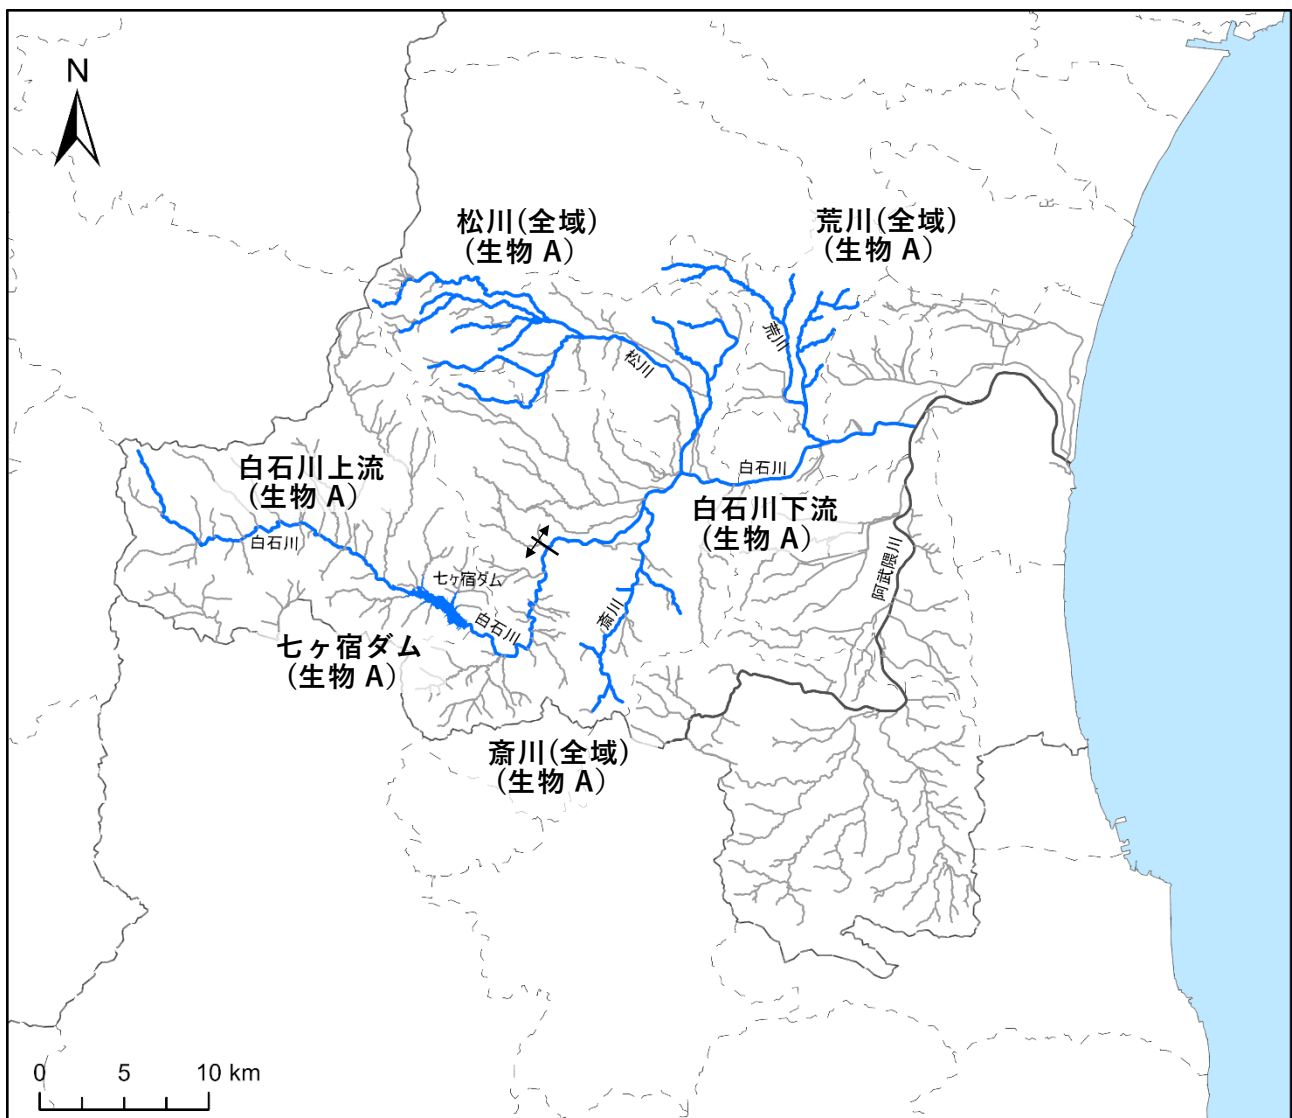 N
松川(全域)
(生物 A)
荒川(全域)
(生物 A)
荒川
松川
白石川上流
(生物 A)
白石川
白石川
白石川下流
(生物 A)
七ヶ宿ダム
白石川
斎川
阿武隈川
七ヶ宿ダム
(生物 A)
斎川(全域)
(生物 A)
0 5 10 km